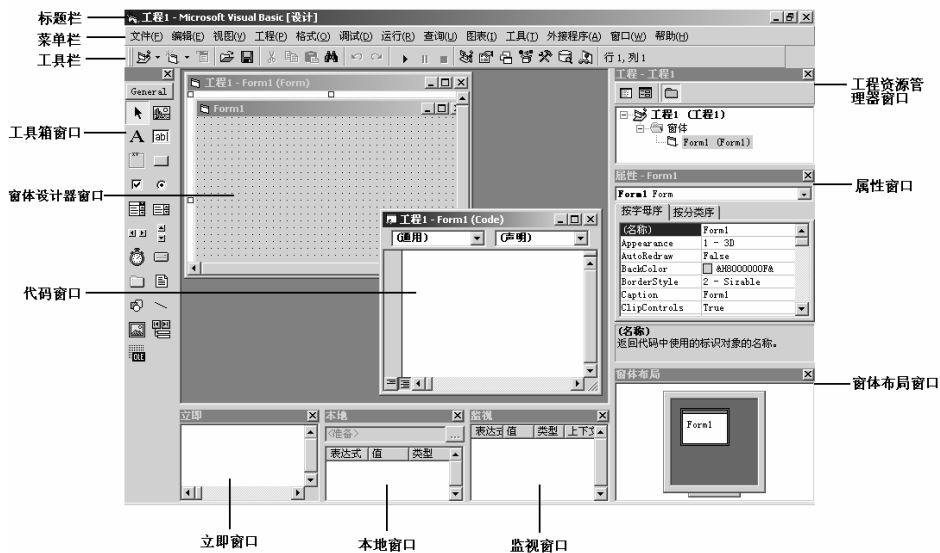 标题栏
工程1 - Microsoft Visual Basic [设计]
菜单栏
文件(F) 编辑(E) 视图(V) 工程(P) 格式(O) 调试(D) 运行(R) 查询(U) 图表(I) 工具(T) 外接程序(A) 窗口(W) 帮助(H)
工具栏
行 1, 列 1
General
工具箱窗口
A
ab
OLE
工程1 - Form1 (Form)
Form1
窗体设计器窗口
工程1 - Form1 (Code)
(通用) (声明)
代码窗口
工程 - 工程1
工程资源管
理器窗口
工程1 (工程1)
窗体
Form1 (Form1)
属性 - Form1
属性窗口
Form1 Form
按字母序 按分类序
(名称) Form1
Appearance 1 - 3D
AutoRedraw False
BackColor &H8000000F&
BorderStyle 2 - Sizable
Caption Form1
ClipControls True
(名称)
返回代码中使用的标识对象的名称。
窗体布局
窗体布局窗口
Form1
立即 本地 监视
<准备> ...
表达式 值 类型
表达式 值 类型 上下文
立即窗口 本地窗口 监视窗口